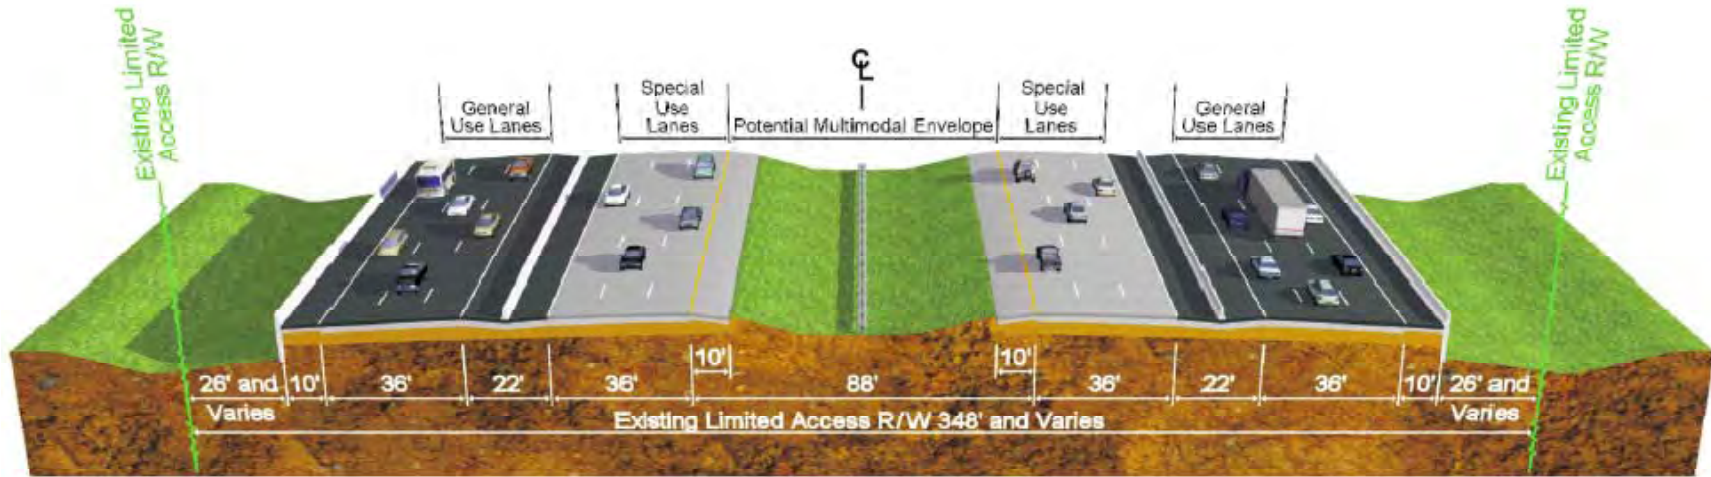 Existing Limited
Access R/W
General
Use Lanes
Special
Use
Lanes
CL
Potential Multimodal Envelope
Special
Use
Lanes
General
Use Lanes
Existing Limited
Access R/W
10'
10'
26' and
Varies
10'
36'
22'
36'
88'
36'
22'
36'
10'
26' and
Varies
Existing Limited Access R/W 348' and Varies